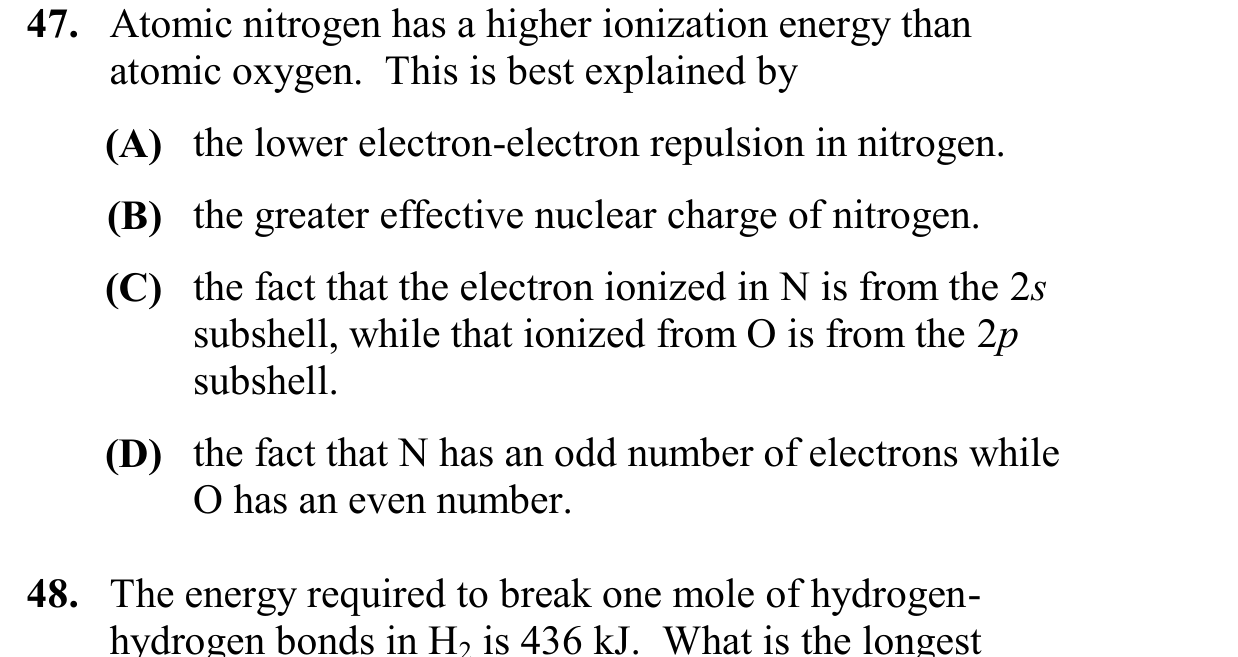 47. Atomic nitrogen has a higher ionization energy than
atomic oxygen. This is best explained by
(A) the lower electron-electron repulsion in nitrogen.
(B) the greater effective nuclear charge of nitrogen.
(C) the fact that the electron ionized in N is from the 2s
subshell, while that ionized from O is from the 2p
subshell.
(D) the fact that N has an odd number of electrons while
O has an even number.
48. The energy required to break one mole of hydrogen-
hydrogen bonds in H₂ is 436 kJ. What is the longest